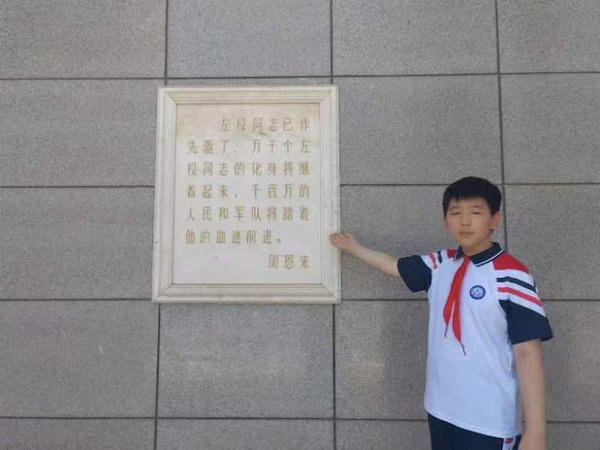 左权同志已作
先驱了、万千个左
权同志的化身将继
着起来、千百万的
人民和军队将踏着
他的血迹前进。
周恩来